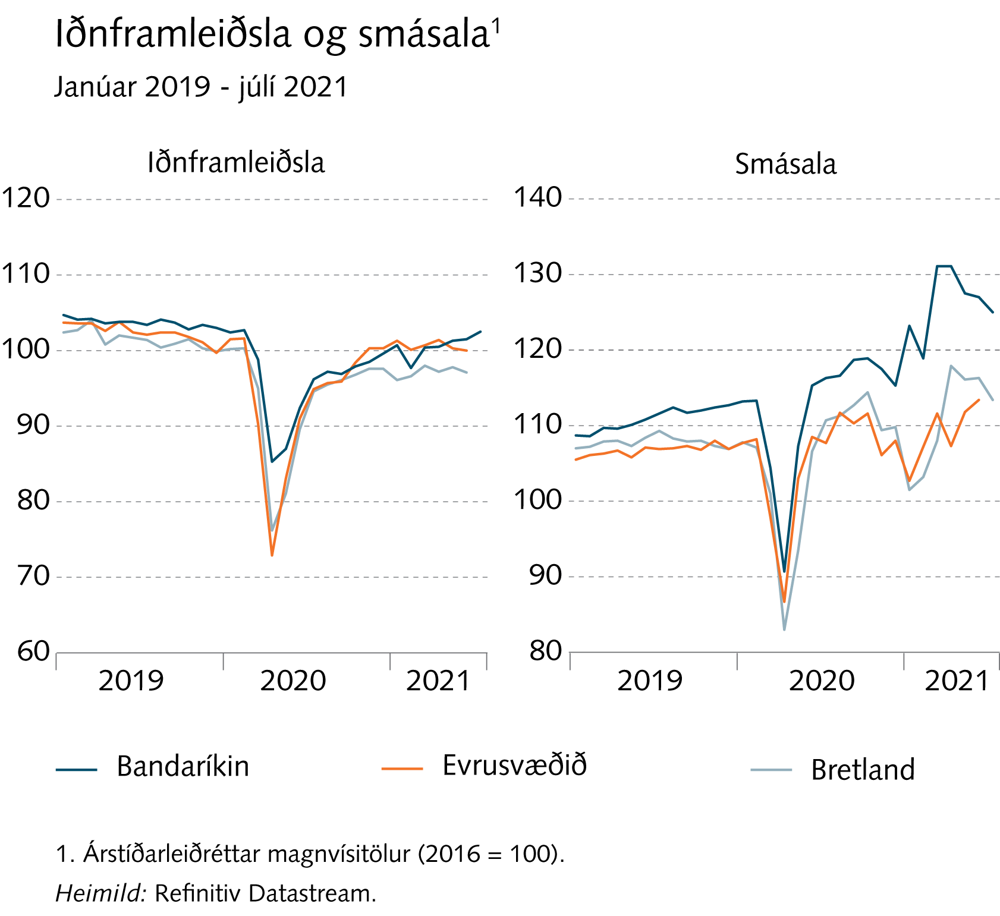 Iðnframleiðsla og smásala¹
Janúar 2019 - júlí 2021
Iðnframleiðsla
120
110
100
90
80
70
60
2019 2020 2021
Smásala
140
130
120
110
100
90
80
2019 2020 2021
Bandaríkin Evrusvæðið Bretland
1. Árstíðarleiðréttar magnvísitölur (2016 = 100).
Heimild: Refinitiv Datastream.